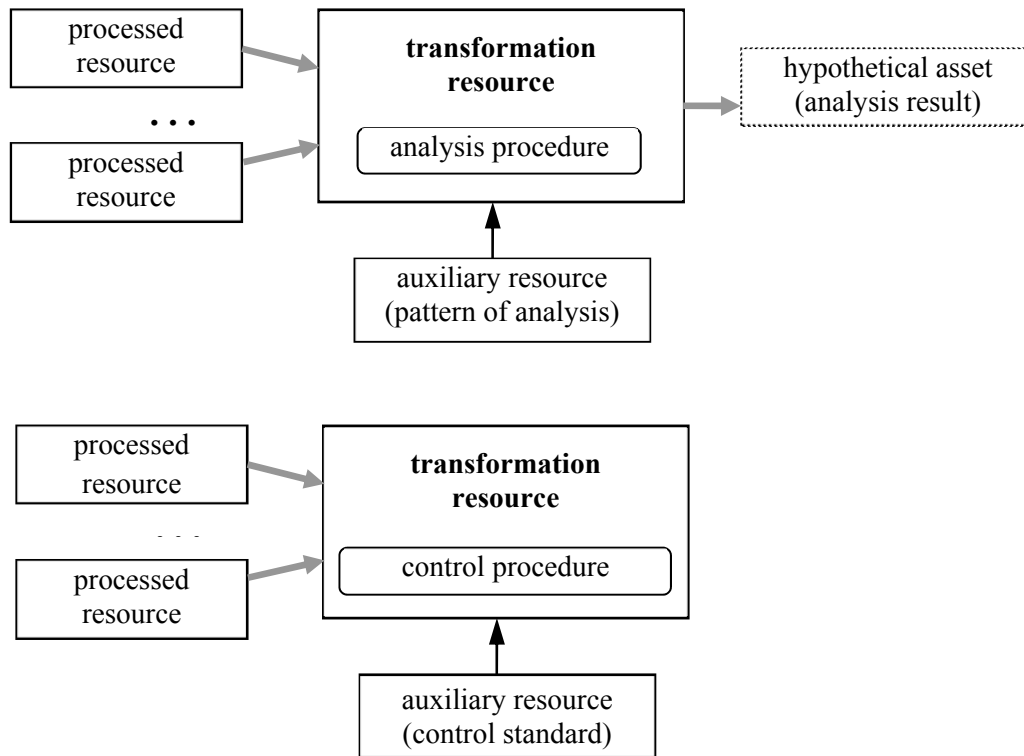 processed
resource
transformation
resource
hypothetical asset
(analysis result)
. . .
processed
resource
analysis procedure
auxiliary resource
(pattern of analysis)
processed
resource
transformation
resource
. . .
processed
resource
control procedure
auxiliary resource
(control standard)